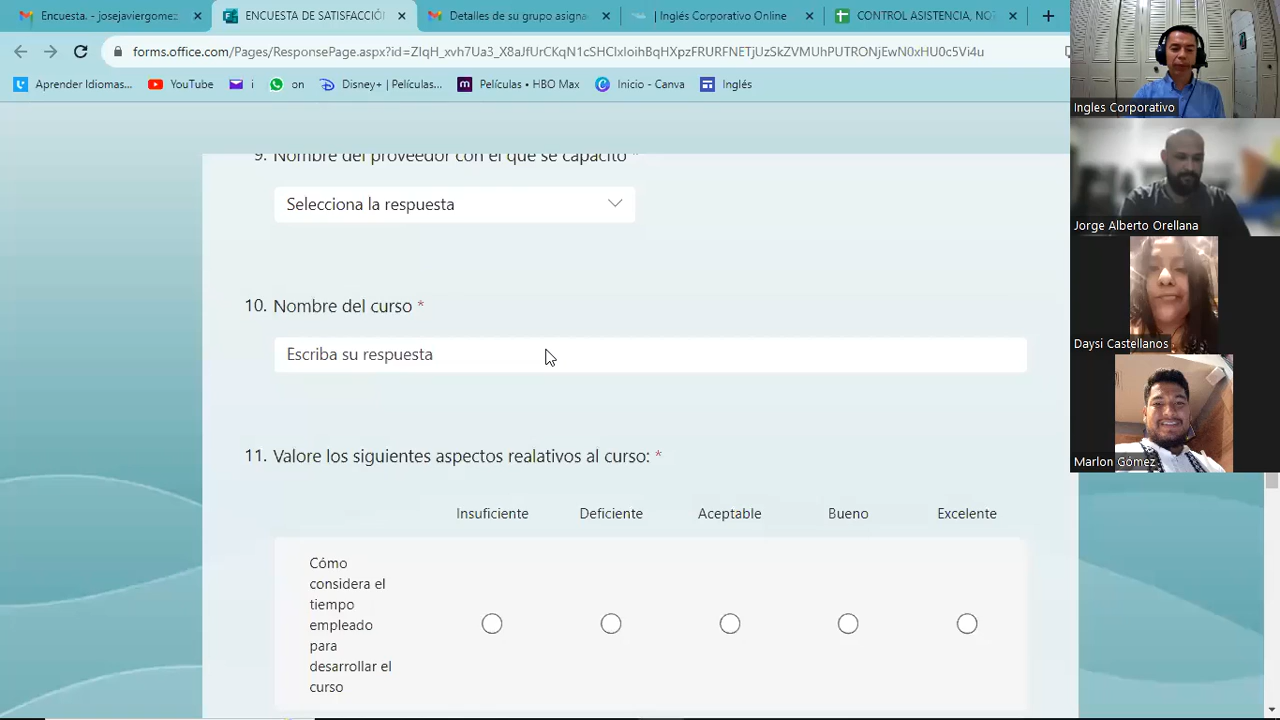 Encuesta. - josejaviergomez
ENCUESTA DE SATISFACCIÓN
Detalles de su grupo asigna
| Inglés Corporativo Online
CONTROL ASISTENCIA, NOT
forms.office.com/Pages/ResponsePage.aspx?id=
Aprender Idiomas...
YouTube
i
on
Disney+ | Películas...
Películas • HBO Max
Inicio - Canva
Inglés
9. Nombre del proveedor con el que se capacitó *
Selecciona la respuesta
10. Nombre del curso *
Escriba su respuesta
11. Valore los siguientes aspectos realativos al curso: *
Insuficiente Deficiente Aceptable Bueno Excelente
Cómo
considera el
tiempo
empleado
para
desarrollar el
curso
Ingles Corporativo
Jorge Alberto Orellana
Daysi Castellanos
Marlon Gómez